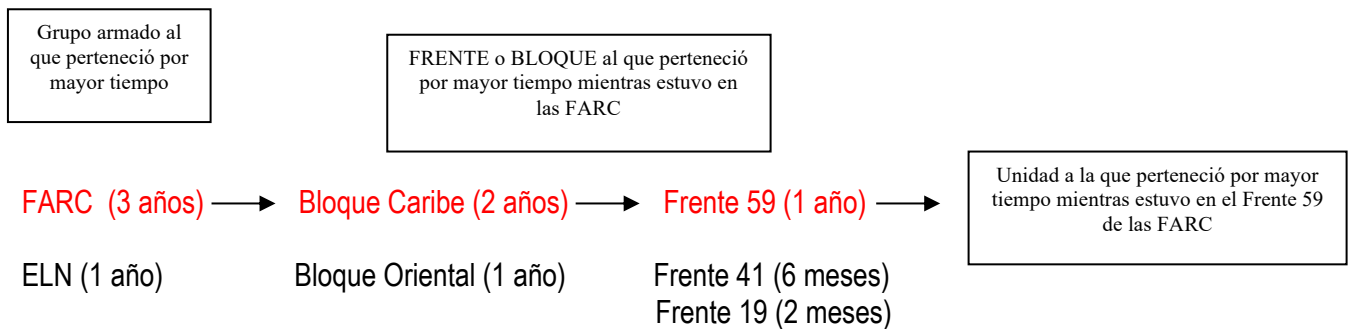 Grupo armado al
que perteneció por
mayor tiempo
FRENTE o BLOQUE al que perteneció
por mayor tiempo mientras estuvo en
las FARC
Unidad a la que perteneció por mayor
tiempo mientras estuvo en el Frente 59
de las FARC
FARC (3 años) Bloque Caribe (2 años) Frente 59 (1 año)
ELN (1 año) Bloque Oriental (1 año) Frente 41 (6 meses)
Frente 19 (2 meses)